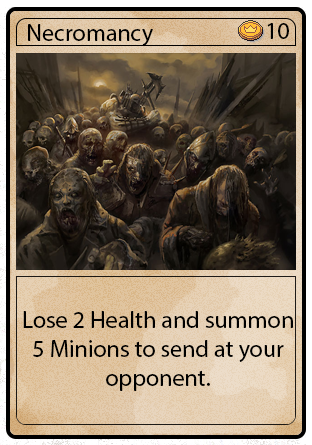 Necromancy 10
Lose 2 Health and summon
5 Minions to send at your
opponent.